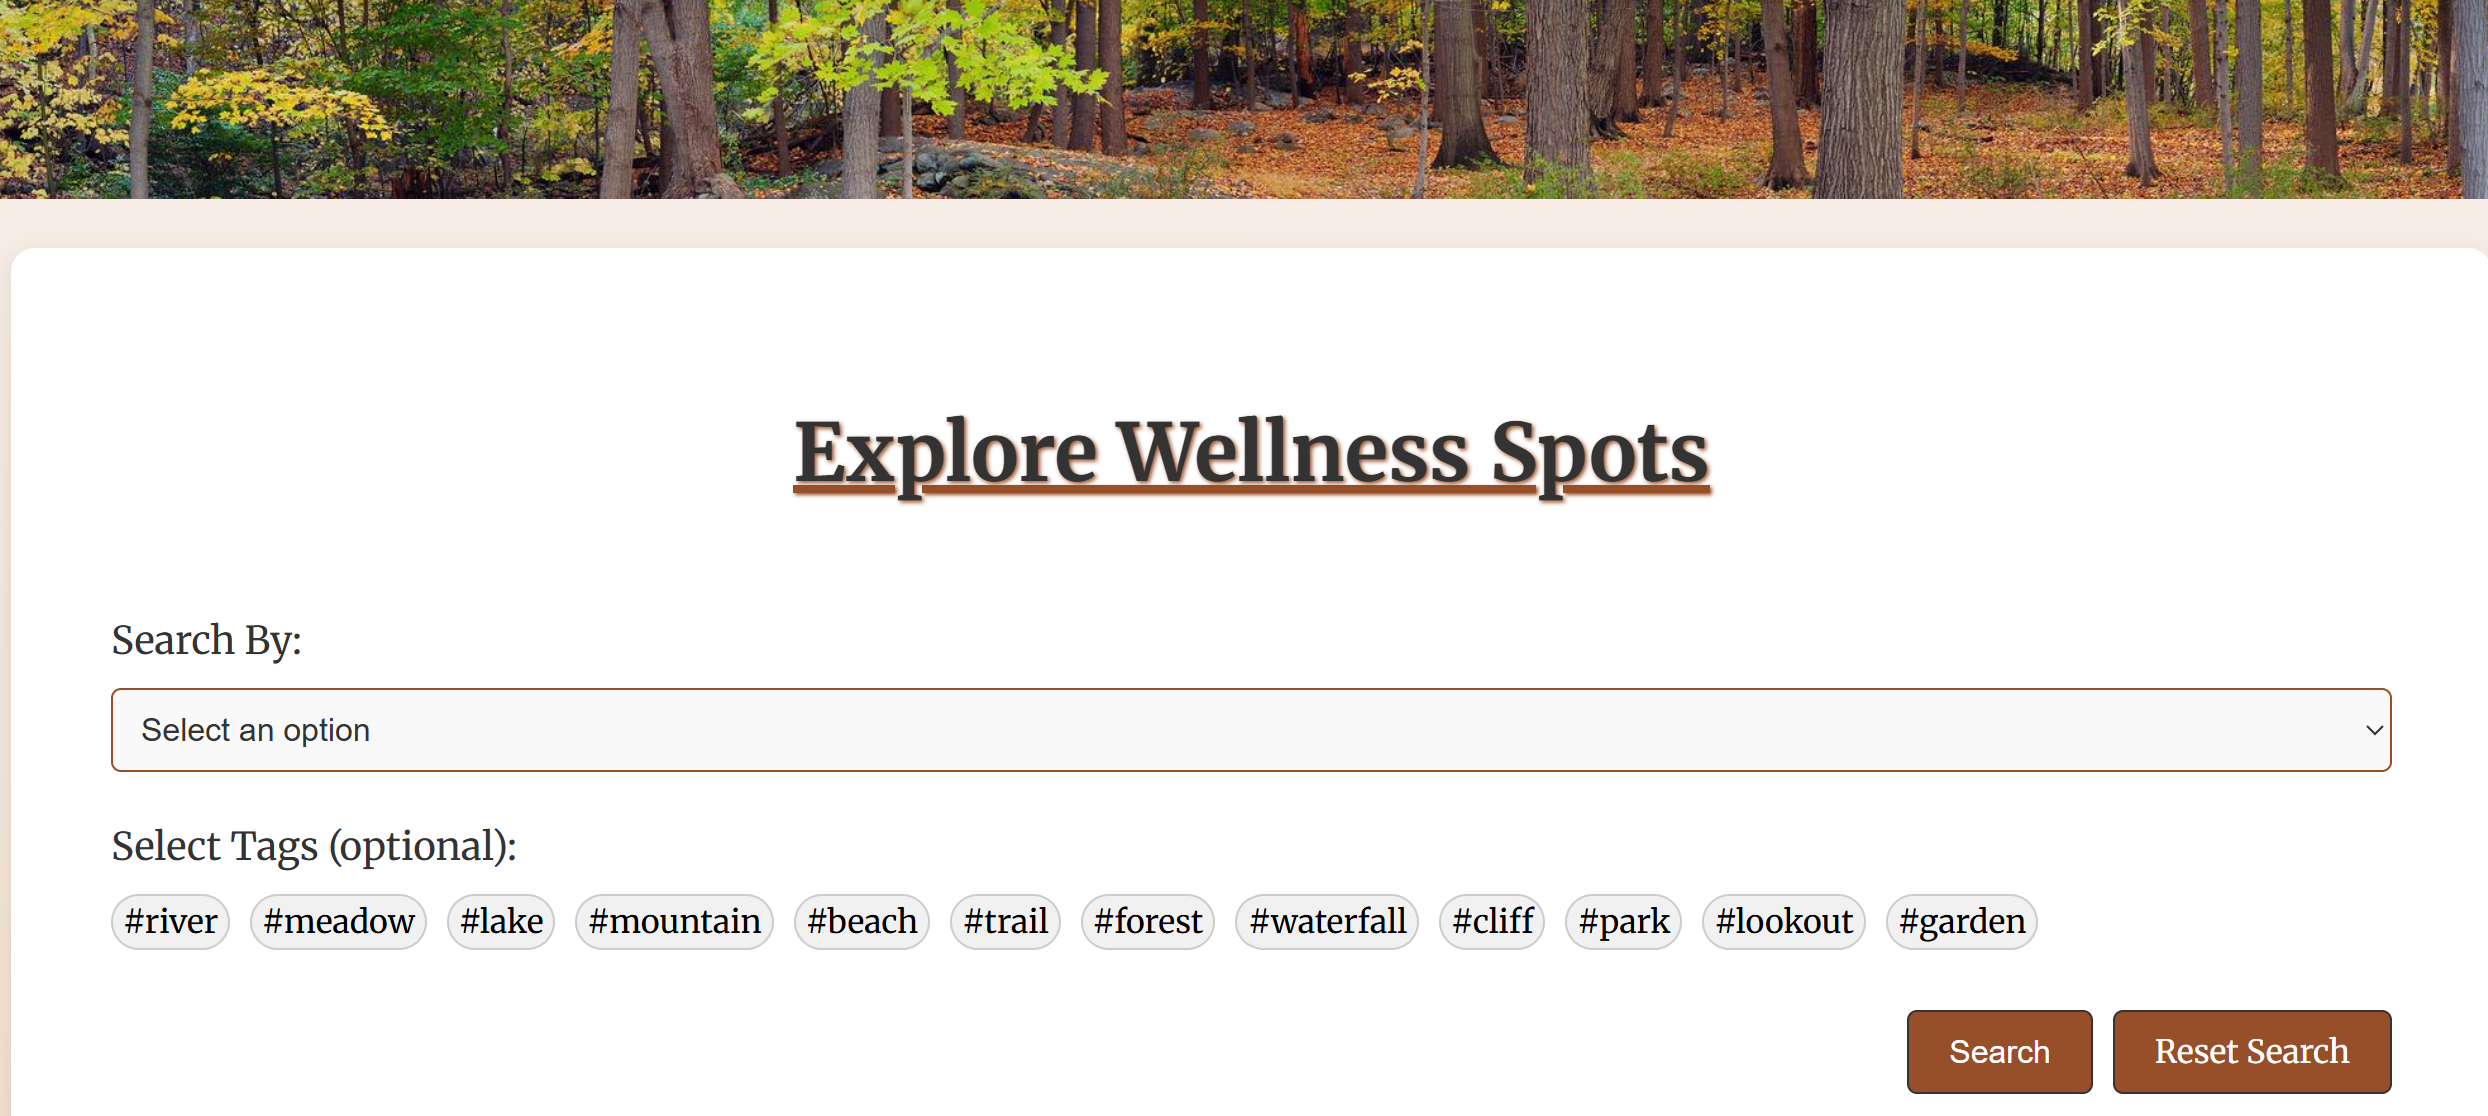 Explore Wellness Spots
Search By:
Select an option
Select Tags (optional):
#river #meadow #lake #mountain #beach #trail #forest #waterfall #cliff #park #lookout #garden
Search Reset Search